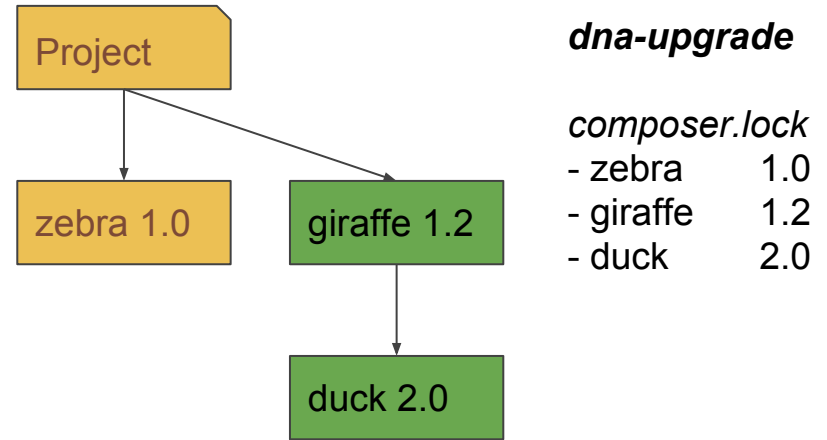 Project
zebra 1.0
giraffe 1.2
duck 2.0
dna-upgrade
composer.lock
- zebra 1.0
- giraffe 1.2
- duck 2.0